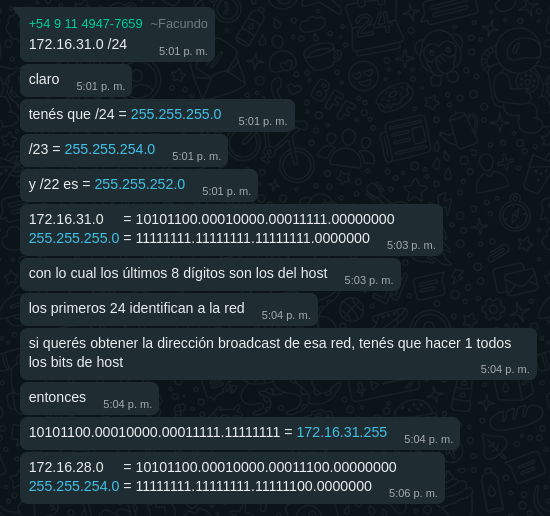 +54 9 11 4947-7659 ~Facundo
172.16.31.0 /24 5:01 p. m.
claro 5:01 p. m.
tenés que /24 = 255.255.255.0 5:01 p. m.
/23 = 255.255.254.0 5:01 p. m.
y /22 es = 255.255.252.0 5:01 p. m.
172.16.31.0 = 10101100.00010000.00011111.00000000
255.255.255.0 = 11111111.11111111.11111111.0000000 5:03 p. m.
con lo cual los últimos 8 dígitos son los del host 5:03 p. m.
los primeros 24 identifican a la red 5:04 p. m.
si querés obtener la dirección broadcast de esa red, tenés que hacer 1 todos
los bits de host 5:04 p. m.
entonces 5:04 p. m.
10101100.00010000.00011111.11111111 = 172.16.31.255 5:04 p. m.
172.16.28.0 = 10101100.00010000.00011100.00000000
255.255.254.0 = 11111111.11111111.11111100.0000000 5:06 p. m.